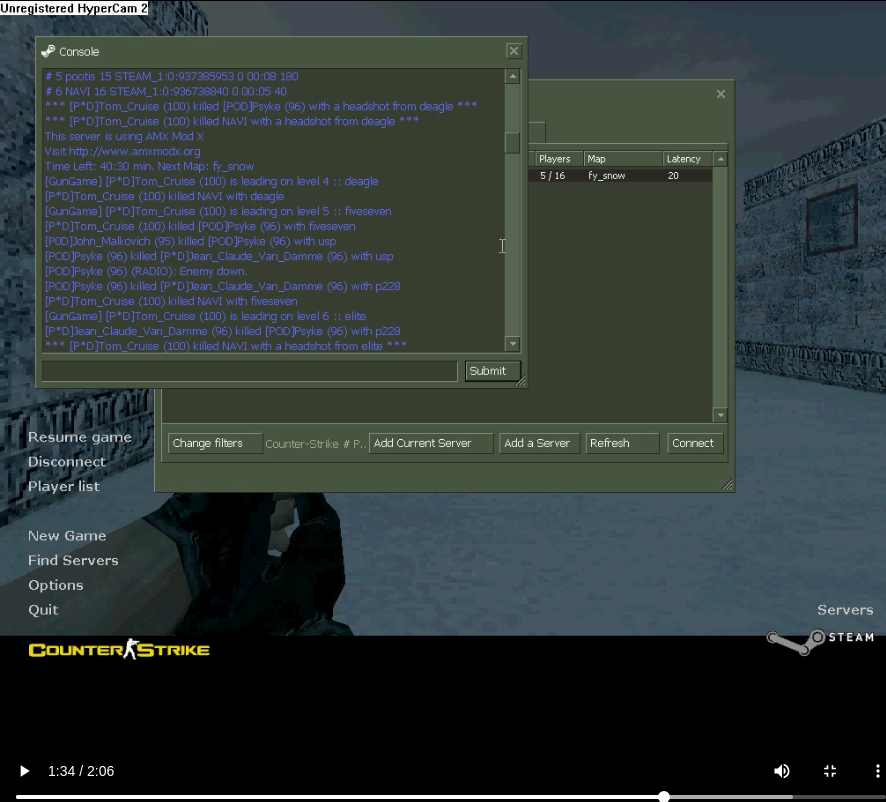 Unregistered HyperCam 2
Console
# 5 pootis 15 STEAM_1:0:937385953 0 00:08 180
# 6 NAVI 16 STEAM_1:0:936738840 0 00:05 40
*** [P*D]Tom_Cruise (100) killed [POD]Psyke (96) with a headshot from deagle ***
*** [P*D]Tom_Cruise (100) killed NAVI with a headshot from deagle ***
This server is using AMX Mod X
Visit http://www.amxmodx.org
Time Left: 40:30 min. Next Map: fy_snow
[GunGame] [P*D]Tom_Cruise (100) is leading on level 4 :: deagle
[P*D]Tom_Cruise (100) killed NAVI with deagle
[GunGame] [P*D]Tom_Cruise (100) is leading on level 5 :: fiveseven
[P*D]Tom_Cruise (100) killed [POD]Psyke (96) with fiveseven
[P0D]John_Malkovich (95) killed [POD]Psyke (96) with usp
[POD]Psyke (96) killed [P*D]Jean_Claude_Van_Damme (96) with usp
[POD]Psyke (96) (RADIO): Enemy down.
[POD]Psyke (96) killed [P*D]Jean_Claude_Van_Damme (96) with p228
[P*D]Tom_Cruise (100) killed NAVI with fiveseven
[GunGame] [P*D]Tom_Cruise (100) is leading on level 6 :: elite
[P*D]Jean_Claude_Van_Damme (96) killed [POD]Psyke (96) with p228
*** [P*D]Tom_Cruise (100) killed NAVI with a headshot from elite ***
Submit
Players Map Latency
5 / 16 fy_snow 20
Change filters Counter-Strike # P.. Add Current Server Add a Server Refresh Connect
Resume game
Disconnect
Player list
New Game
Find Servers
Options
Quit
Servers
COUNTER STRIKE
STEAM
1:34 / 2:06